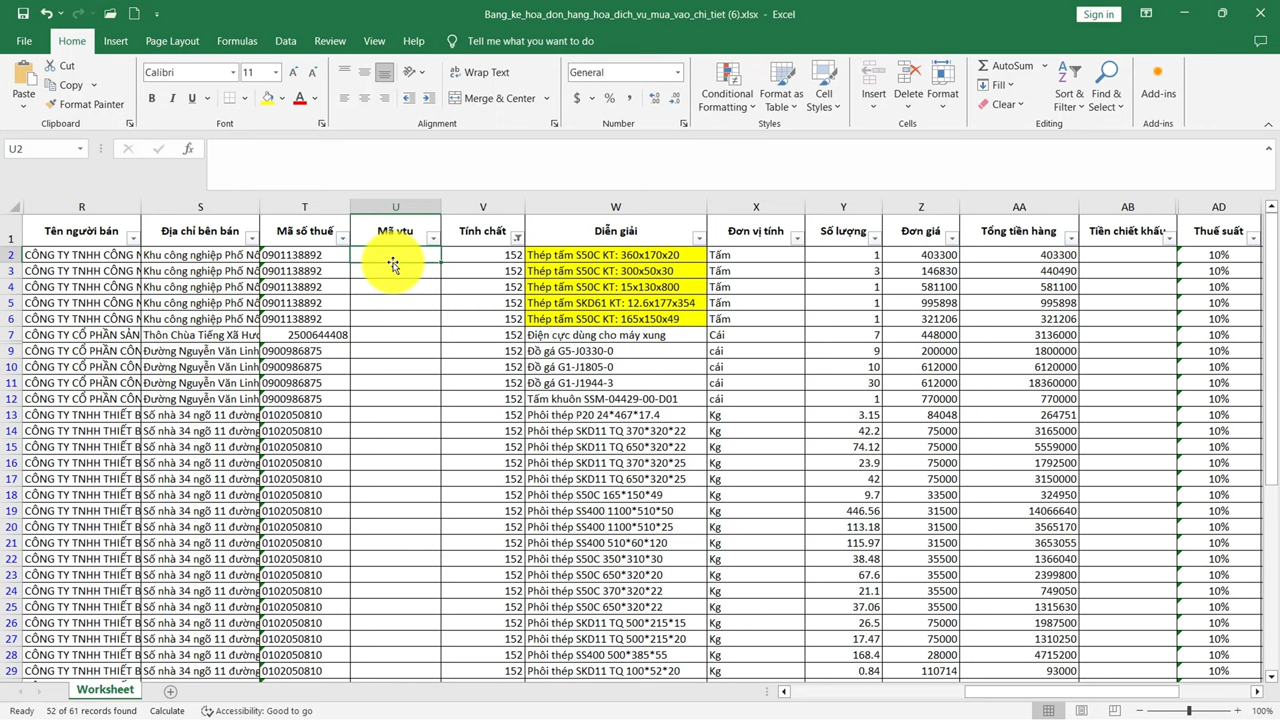 Bang_ke_hoa_don_hang_hoa_dich_vu_mua_vao_chi_tiet (6).xlsx - Excel
Sign in
File Home Insert Page Layout Formulas Data Review View Help Tell me what you want to do
Paste
Cut
Copy
Format Painter
Clipboard
Calibri 11
B I U
Font
Wrap Text
Merge & Center
Alignment
General
$ % ,
Number
Conditional Formatting
Format as Table
Cell Styles
Styles
Insert
Delete
Format
Cells
AutoSum
Fill
Clear
Sort & Filter
Find & Select
Editing
Add-ins
Add-ins
U2 fx
R S T U V W X Y Z AA AB AD
1 Tên người bán Địa chỉ bên bán Mã số thuế Mã vtu Tính chất Diễn giải Đơn vị tính Số lượng Đơn giá Tổng tiền hàng Tiền chiết khấu Thuế suất
2 CÔNG TY TNHH CÔNG N Khu công nghiệp Phố Nố 0901138892 152 Thép tấm S50C KT: 360x170x20 Tấm 1 403300 403300 10%
3 CÔNG TY TNHH CÔNG N Khu công nghiệp Phố Nố 0901138892 152 Thép tấm S50C KT: 300x50x30 Tấm 3 146830 440490 10%
4 CÔNG TY TNHH CÔNG N Khu công nghiệp Phố Nố 0901138892 152 Thép tấm S50C KT: 15x130x800 Tấm 1 581100 581100 10%
5 CÔNG TY TNHH CÔNG N Khu công nghiệp Phố Nố 0901138892 152 Thép tấm SKD61 KT: 12.6x177x354 Tấm 1 995898 995898 10%
6 CÔNG TY TNHH CÔNG N Khu công nghiệp Phố Nố 0901138892 152 Thép tấm S50C KT: 165x150x49 Tấm 1 321206 321206 10%
7 CÔNG TY CỔ PHẦN SẢN Thôn Chùa Tiếng Xã Hươ 2500644408 152 Điện cực dùng cho máy xung Cái 7 448000 3136000 10%
9 CÔNG TY CỔ PHẦN CÔN Đường Nguyễn Văn Linh 0900986875 152 Đồ gá G5-J0330-0 cái 9 200000 1800000 10%
10 CÔNG TY CỔ PHẦN CÔN Đường Nguyễn Văn Linh 0900986875 152 Đồ gá G1-J1805-0 cái 10 612000 6120000 10%
11 CÔNG TY CỔ PHẦN CÔN Đường Nguyễn Văn Linh 0900986875 152 Đồ gá G1-J1944-3 cái 30 612000 18360000 10%
12 CÔNG TY CỔ PHẦN CÔN Đường Nguyễn Văn Linh 0900986875 152 Tấm khuôn SSM-04429-00-D01 cái 1 770000 770000 10%
13 CÔNG TY TNHH THIẾT B Số nhà 34 ngõ 11 đường 0102050810 152 Phôi thép P20 24*467*17.4 Kg 3.15 84048 264751 10%
14 CÔNG TY TNHH THIẾT B Số nhà 34 ngõ 11 đường 0102050810 152 Phôi thép SKD11 TQ 370*320*22 Kg 42.2 75000 3165000 10%
15 CÔNG TY TNHH THIẾT B Số nhà 34 ngõ 11 đường 0102050810 152 Phôi thép SKD11 TQ 650*320*22 Kg 74.12 75000 5559000 10%
16 CÔNG TY TNHH THIẾT B Số nhà 34 ngõ 11 đường 0102050810 152 Phôi thép SKD11 TQ 370*320*25 Kg 23.9 75000 1792500 10%
17 CÔNG TY TNHH THIẾT B Số nhà 34 ngõ 11 đường 0102050810 152 Phôi thép SKD11 TQ 650*320*25 Kg 42 75000 3150000 10%
18 CÔNG TY TNHH THIẾT B Số nhà 34 ngõ 11 đường 0102050810 152 Phôi thép S50C 165*150*49 Kg 9.7 33500 324950 10%
19 CÔNG TY TNHH THIẾT B Số nhà 34 ngõ 11 đường 0102050810 152 Phôi thép SS400 1100*510*50 Kg 446.56 31500 14066640 10%
20 CÔNG TY TNHH THIẾT B Số nhà 34 ngõ 11 đường 0102050810 152 Phôi thép SS400 1100*510*25 Kg 113.18 31500 3565170 10%
21 CÔNG TY TNHH THIẾT B Số nhà 34 ngõ 11 đường 0102050810 152 Phôi thép SS400 510*60*120 Kg 115.97 31500 3653055 10%
22 CÔNG TY TNHH THIẾT B Số nhà 34 ngõ 11 đường 0102050810 152 Phôi thép S50C 350*310*30 Kg 38.48 35500 1366040 10%
23 CÔNG TY TNHH THIẾT B Số nhà 34 ngõ 11 đường 0102050810 152 Phôi thép S50C 650*320*20 Kg 67.6 35500 2399800 10%
24 CÔNG TY TNHH THIẾT B Số nhà 34 ngõ 11 đường 0102050810 152 Phôi thép S50C 370*320*22 Kg 21.1 35500 749050 10%
25 CÔNG TY TNHH THIẾT B Số nhà 34 ngõ 11 đường 0102050810 152 Phôi thép S50C 650*320*22 Kg 37.06 35500 1315630 10%
26 CÔNG TY TNHH THIẾT B Số nhà 34 ngõ 11 đường 0102050810 152 Phôi thép SKD11 TQ 500*215*15 Kg 26.5 75000 1987500 10%
27 CÔNG TY TNHH THIẾT B Số nhà 34 ngõ 11 đường 0102050810 152 Phôi thép SKD11 TQ 500*215*20 Kg 17.47 75000 1310250 10%
28 CÔNG TY TNHH THIẾT B Số nhà 34 ngõ 11 đường 0102050810 152 Phôi thép SS400 500*385*55 Kg 168.4 28000 4715200 10%
29 CÔNG TY TNHH THIẾT B Số nhà 34 ngõ 11 đường 0102050810 152 Phôi thép SKD11 TQ 100*52*20 Kg 0.84 110714 93000 10%
Worksheet
Ready 52 of 61 records found Calculate Accessibility: Good to go 100%